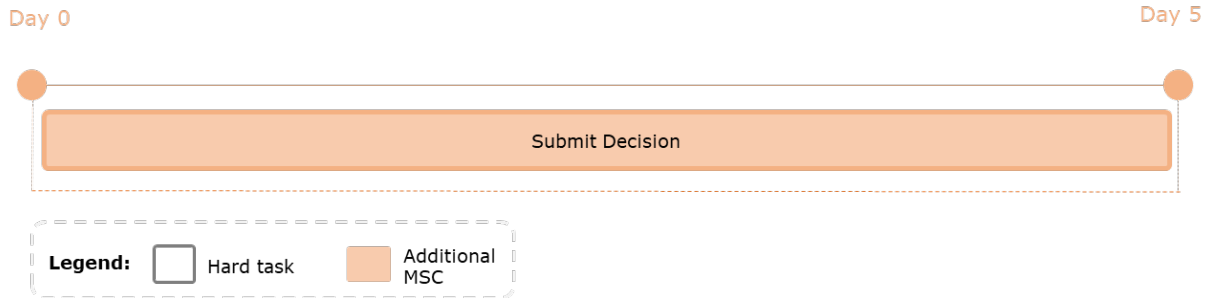 Day 0
Day 5
Submit Decision
Legend:
Hard task
Additional
MSC